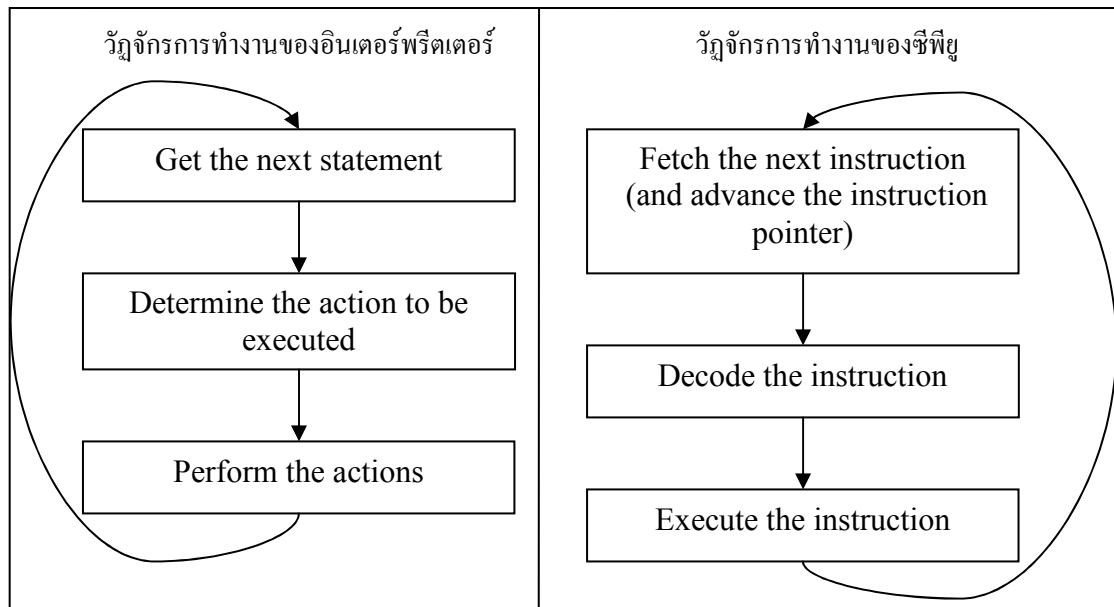 วัฏจักรการทำงานของอินเตอร์พรีตเตอร์
Get the next statement
Determine the action to be
executed
Perform the actions
วัฏจักรการทำงานของซีพียู
Fetch the next instruction
(and advance the instruction
pointer)
Decode the instruction
Execute the instruction